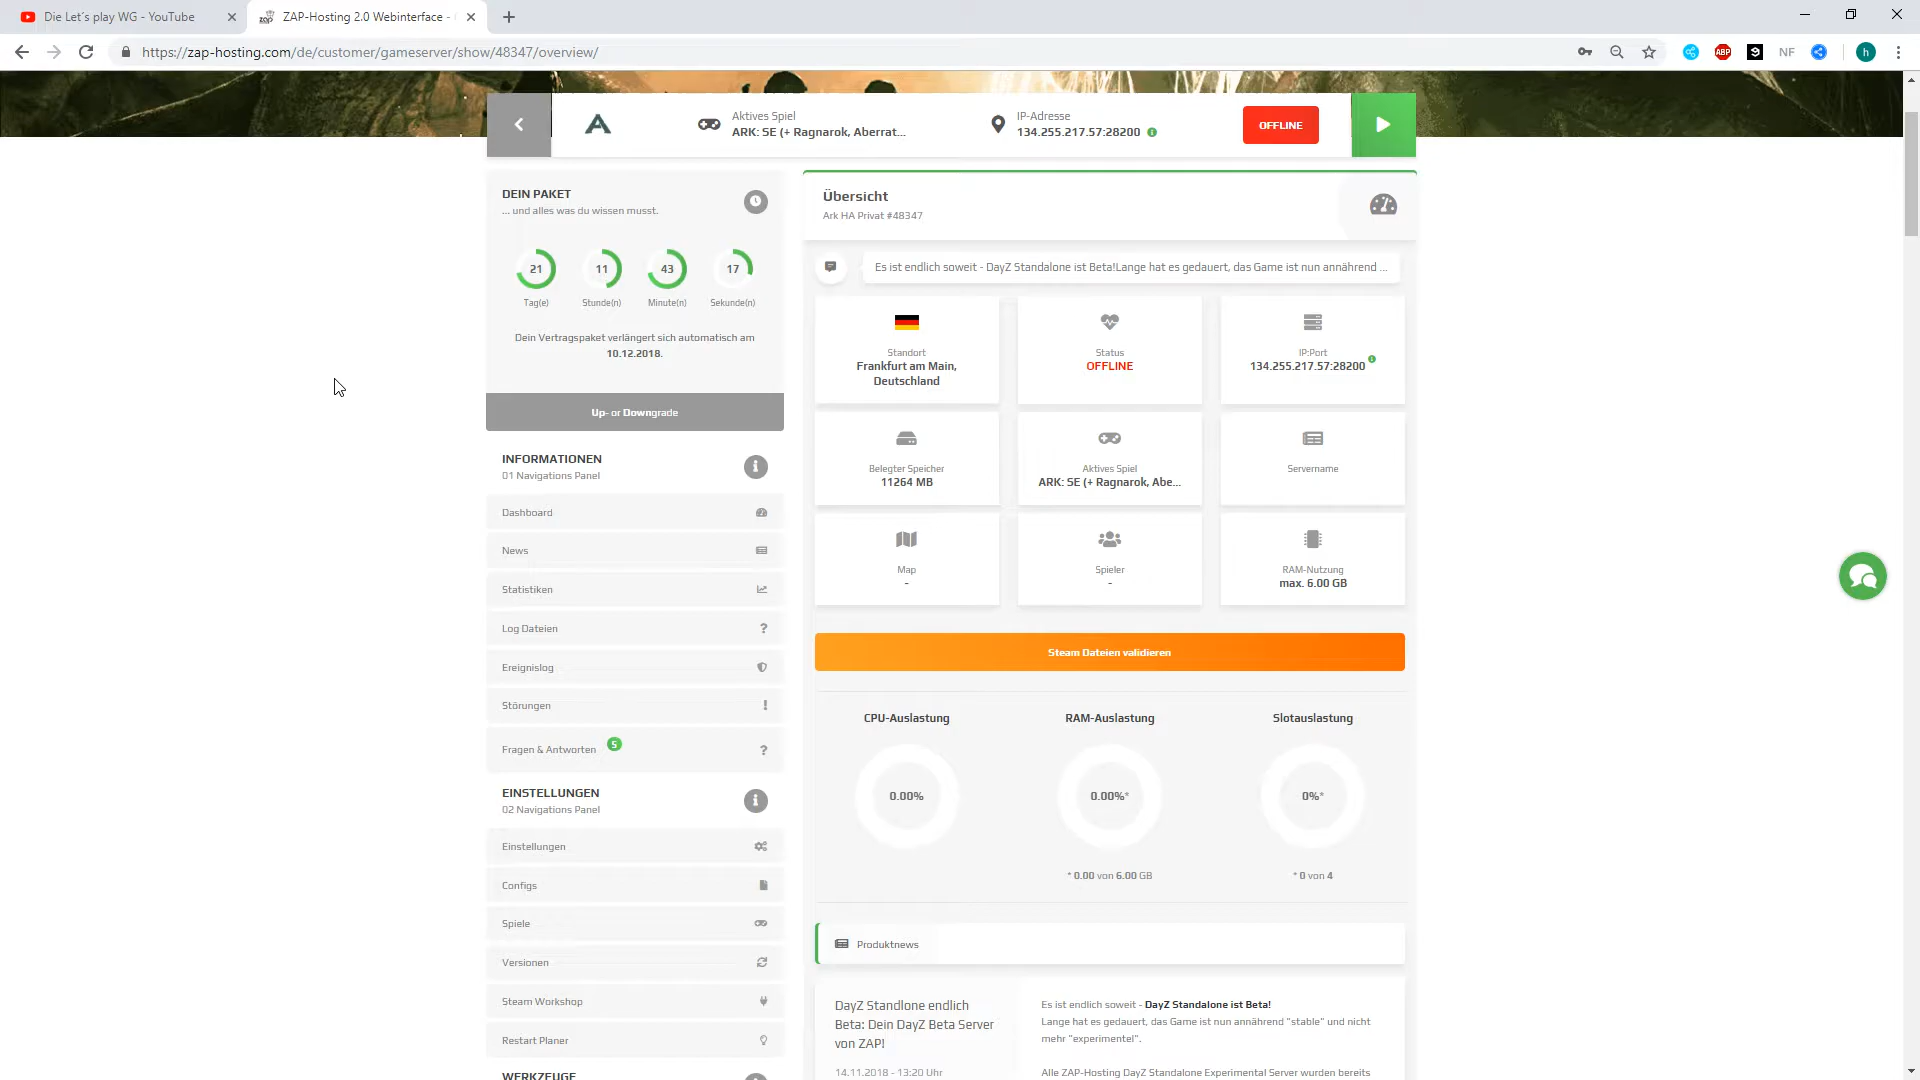 Die Let´s play WG - YouTube
ZAP-Hosting 2.0 Webinterface -
https://zap-hosting.com/de/customer/gameserver/show/48347/overview/
ABP
NF
h
Aktives Spiel
ARK: SE (+ Ragnarok, Aberrat...
IP-Adresse
134.255.217.57:28200
OFFLINE
DEIN PAKET
... und alles was du wissen musst.
21
11
43
17
Tag(e)
Stunde(n)
Minute(n)
Sekunde(n)
Dein Vertragspaket verlängert sich automatisch am
10.12.2018.
Up- or Downgrade
INFORMATIONEN
01 Navigations Panel
Dashboard
News
Statistiken
Log Dateien
Ereignislog
Störungen
Fragen & Antworten
5
EINSTELLUNGEN
02 Navigations Panel
Einstellungen
Configs
Spiele
Versionen
Steam Workshop
Restart Planer
WERKZEUGE
Übersicht
Ark HA Privat #48347
Es ist endlich soweit - DayZ Standalone ist Beta!Lange hat es gedauert, das Game ist nun annährend ...
Standort
Frankfurt am Main,
Deutschland
Status
OFFLINE
IP:Port
134.255.217.57:28200
Belegter Speicher
11264 MB
Aktives Spiel
ARK: SE (+ Ragnarok, Abe...
Servername
Map
-
Spieler
-
RAM-Nutzung
max. 6.00 GB
Steam Dateien validieren
CPU-Auslastung
RAM-Auslastung
Slotauslastung
0.00%
0.00%*
0%*
* 0.00 von 6.00 GB
* 0 von 4
Produktnews
DayZ Standlone endlich
Beta: Dein DayZ Beta Server
von ZAP!
14.11.2018 - 13:20 Uhr
Es ist endlich soweit - DayZ Standalone ist Beta!
Lange hat es gedauert, das Game ist nun annährend "stable" und nicht
mehr "experimentel".
Alle ZAP-Hosting DayZ Standalone Experimental Server wurden bereits